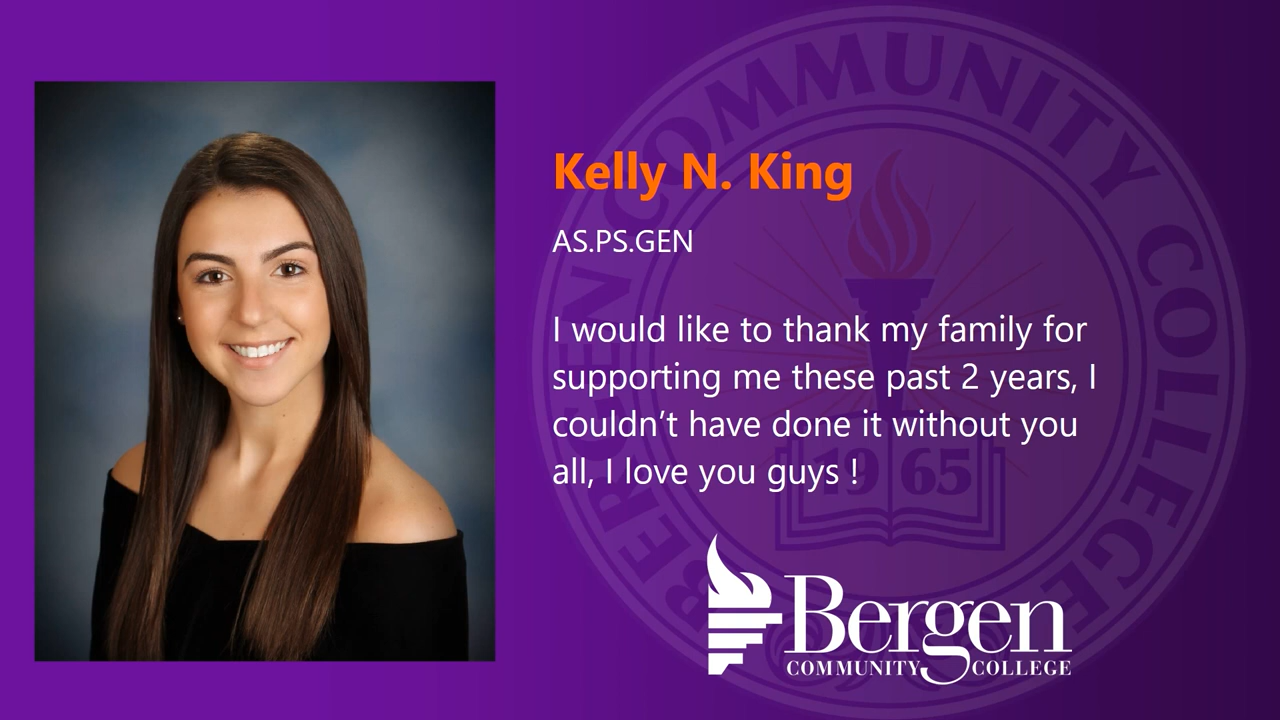 Kelly N. King
AS.PS.GEN
I would like to thank my family for
supporting me these past 2 years, I
couldn’t have done it without you
all, I love you guys !
BERGEN COMMUNITY COLLEGE
1965
Bergen
COMMUNITY COLLEGE